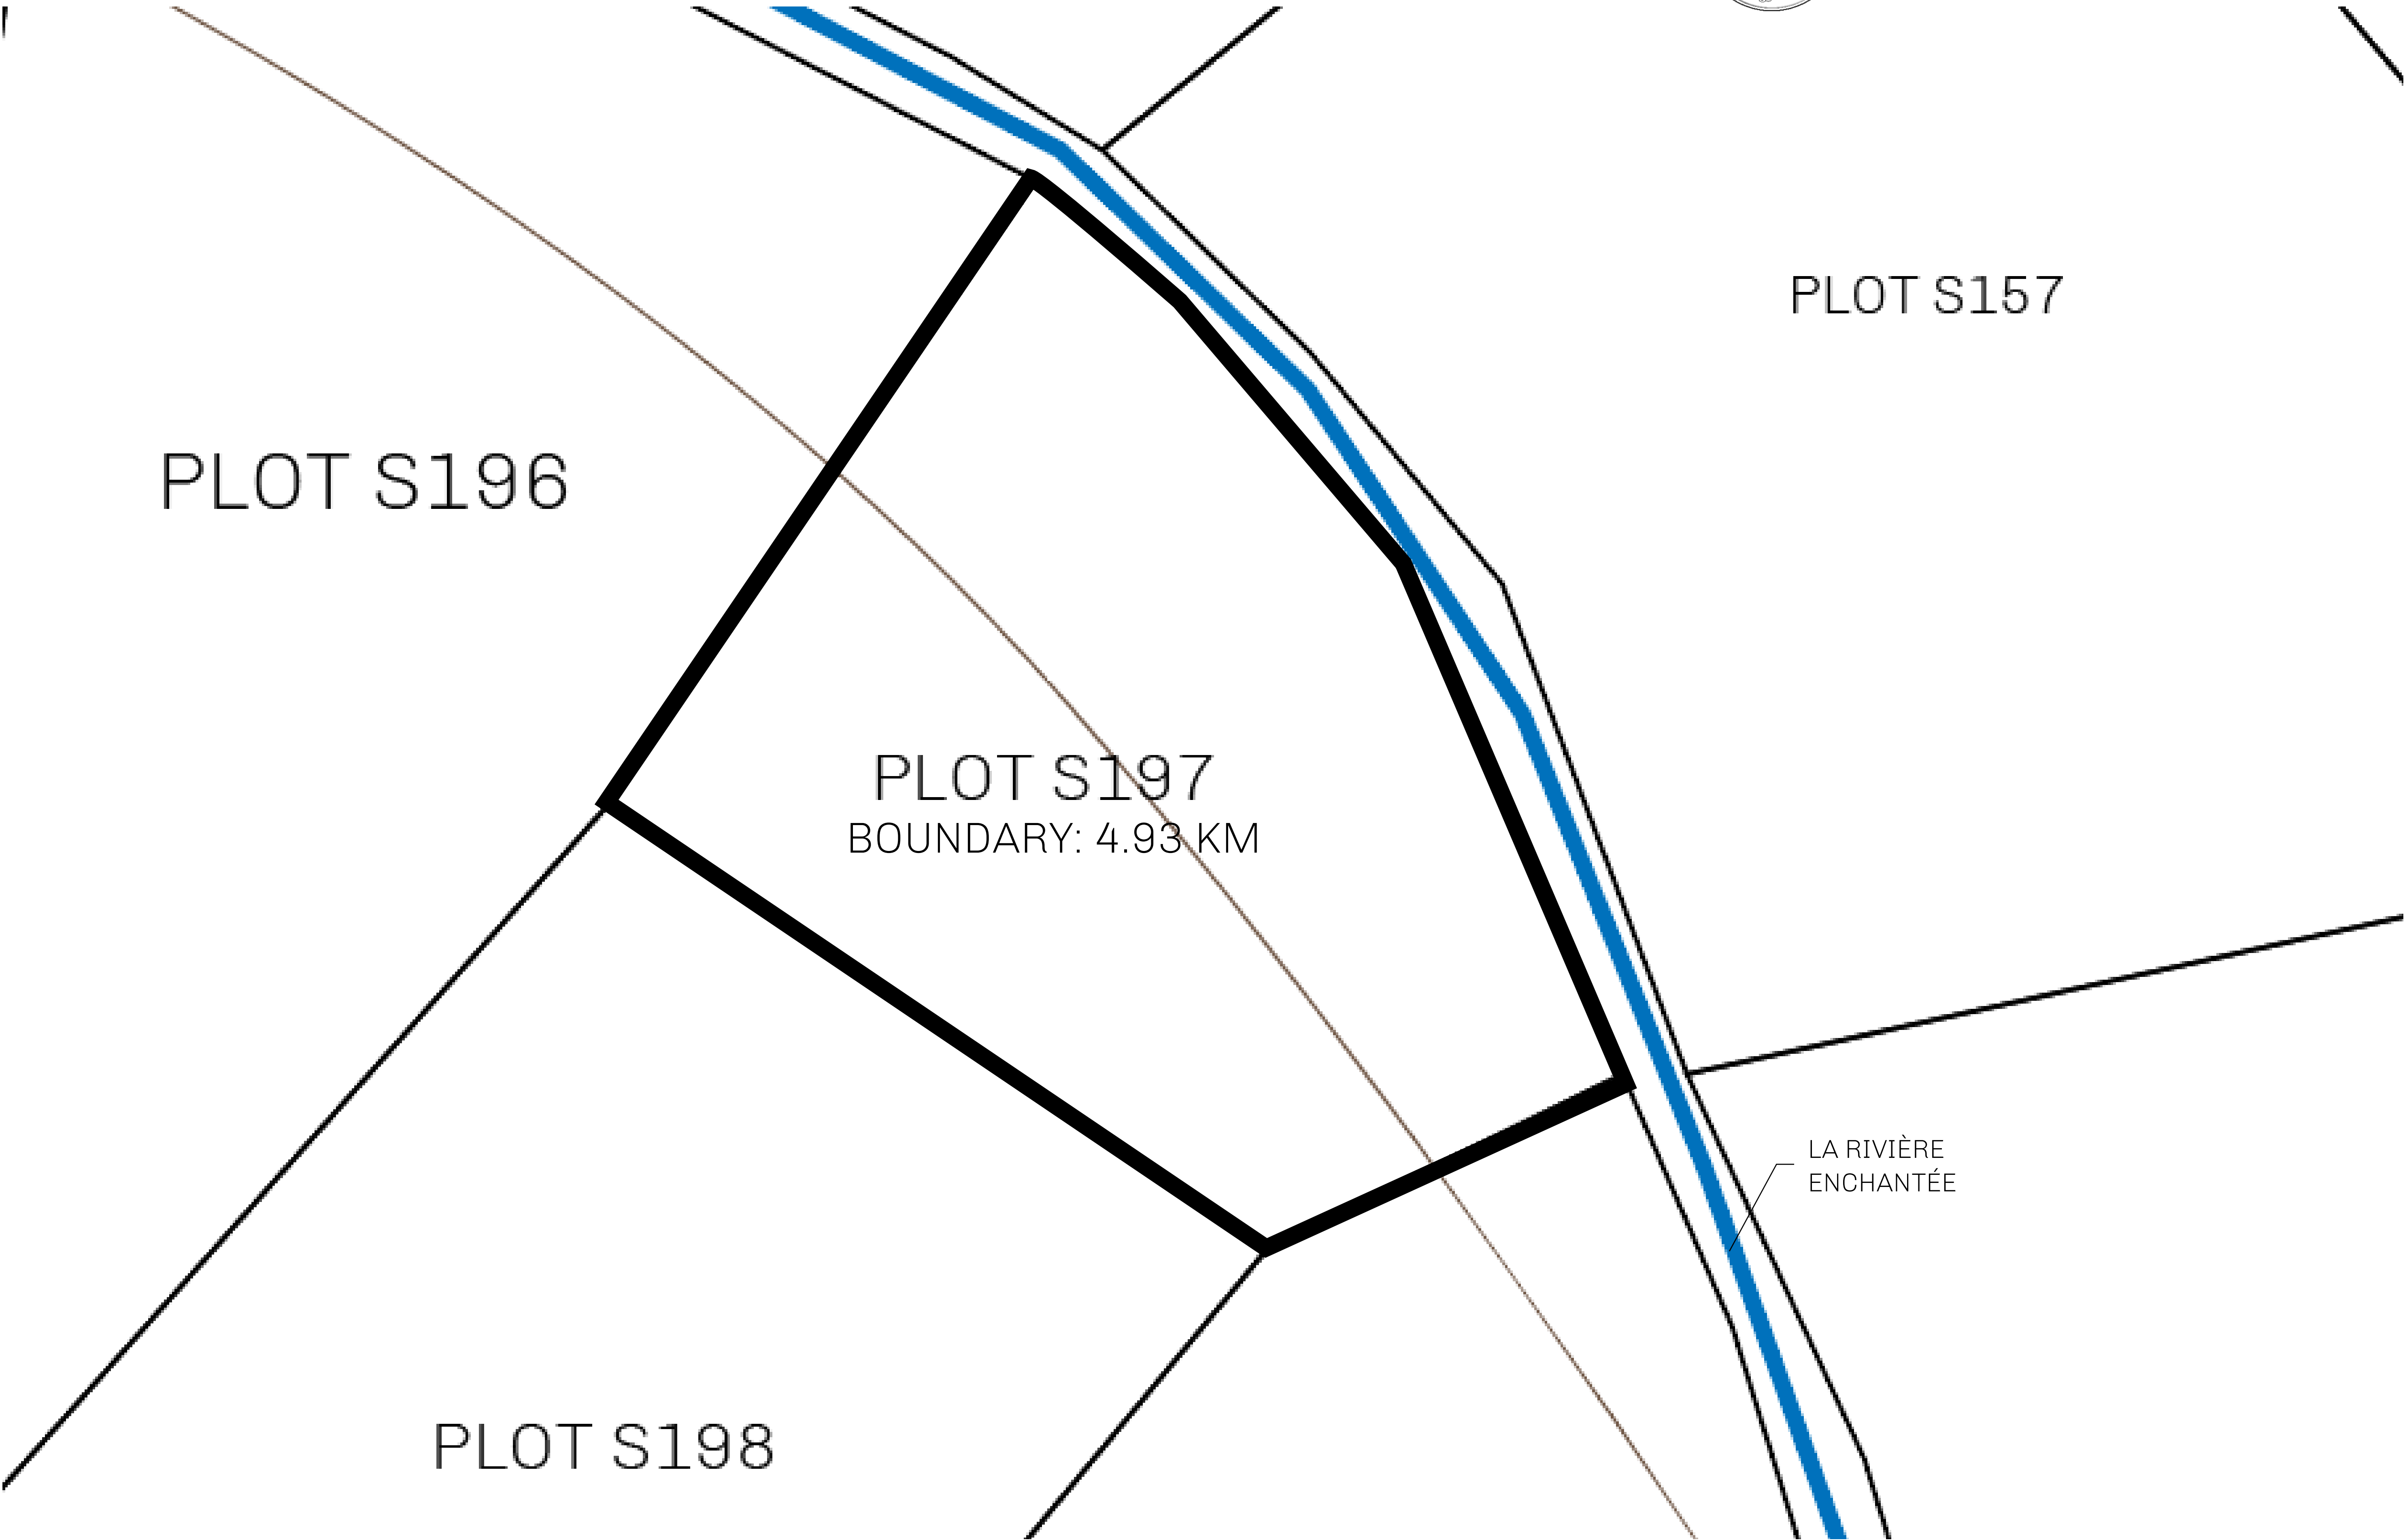 PLOT S157
PLOT S196
PLOT S197
BOUNDARY: 4.93 KM
LA RIVIÈRE
ENCHANTÉE
PLOT S198